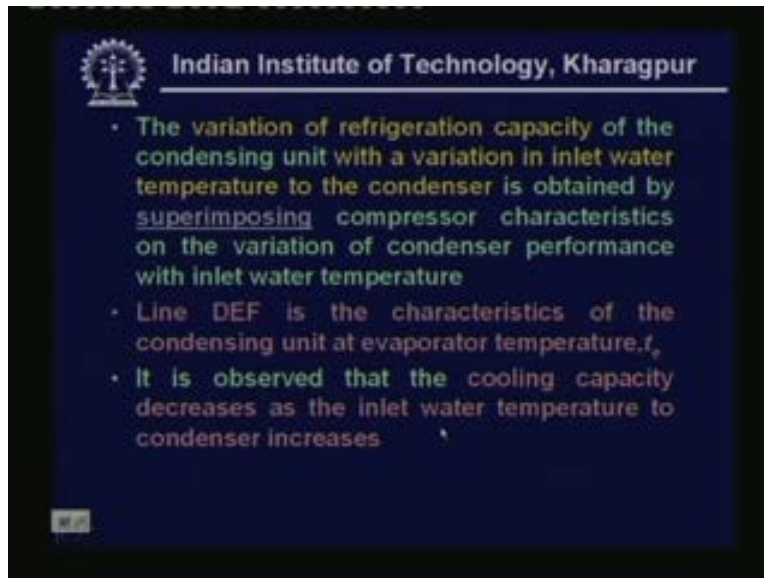 Indian Institute of Technology, Kharagpur
• The variation of refrigeration capacity of the
condensing unit with a variation in inlet water
temperature to the condenser is obtained by
superimposing compressor characteristics
on the variation of condenser performance
with inlet water temperature
• Line DEF is the characteristics of the
condensing unit at evaporator temperature,te
• It is observed that the cooling capacity
decreases as the inlet water temperature to
condenser increases